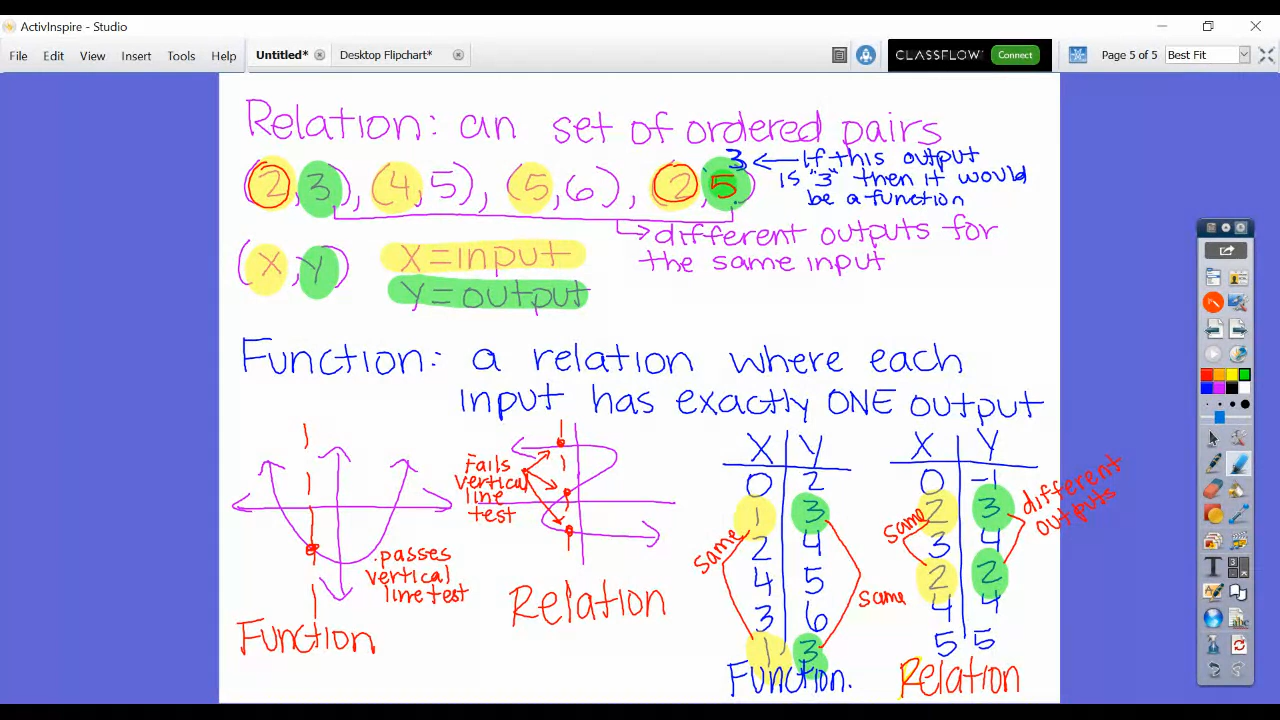 ActivInspire - Studio
File Edit View Insert Tools Help Untitled* Desktop Flipchart* CLASSFLOW Connect Page 5 of 5 Best Fit
Relation: an set of ordered pairs
3 ← If this output
is "3" then it would
be a function
(2,3), (4,5), (5,6), (2,5)
different outputs for
the same input
(X,Y) X=input
Y=output
Function: a relation where each
input has exactly ONE output
Fails
vertical
line
test
passes
vertical
line test
Function
Relation
X Y
0 2
1 3
2 4
4 5
3 6
1 3
same
same
Function.
X Y
0 -1
2 3
3 4
2 2
4 4
5 5
same
different
outputs
Relation